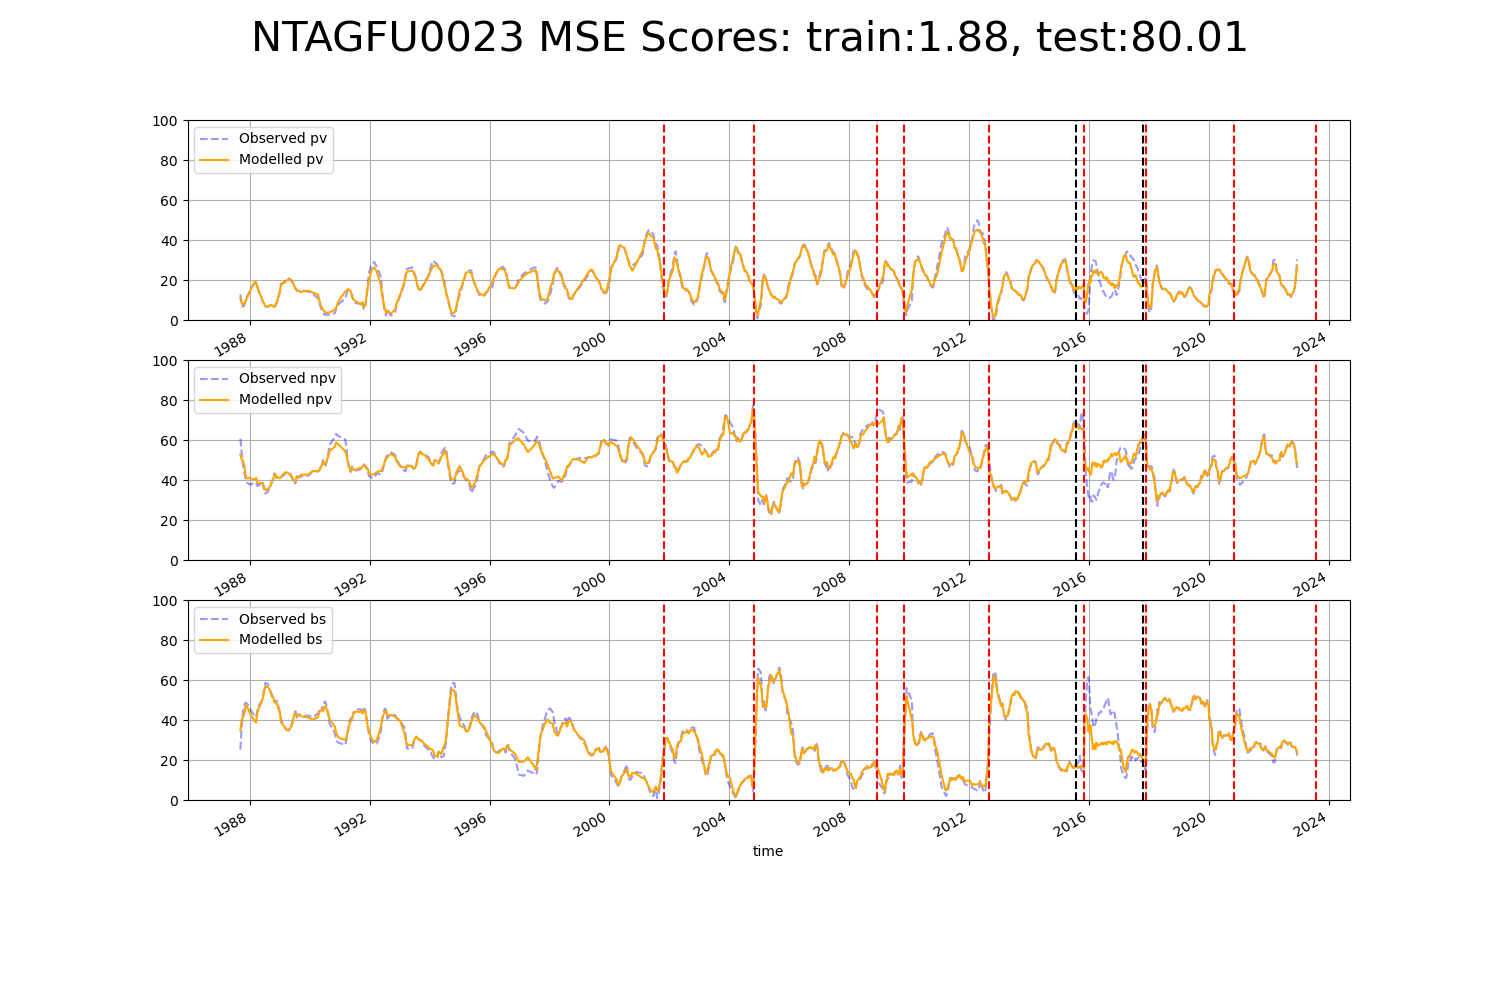 NTAGFU0023 MSE Scores: train:1.88, test:80.01
100
80
60
40
20
0
Observed pv
Modelled pv
1988 1992 1996 2000 2004 2008 2012 2016 2020 2024
100
80
60
40
20
0
Observed npv
Modelled npv
1988 1992 1996 2000 2004 2008 2012 2016 2020 2024
100
80
60
40
20
0
Observed bs
Modelled bs
1988 1992 1996 2000 2004 2008 2012 2016 2020 2024
time